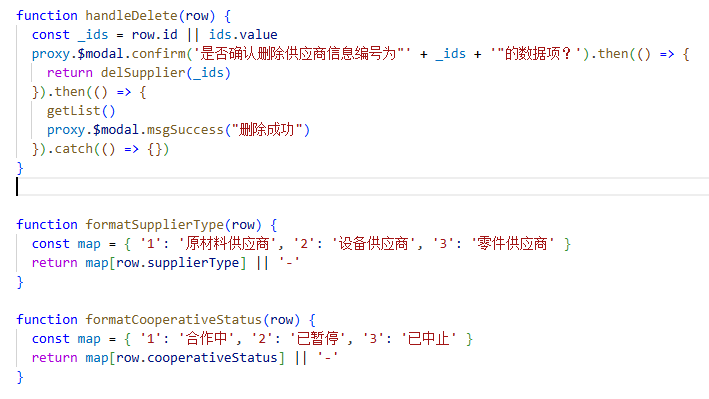 function handleDelete(row) {
  const _ids = row.id || ids.value
  proxy.$modal.confirm('是否确认删除供应商信息编号为"' + _ids + '"的数据项？').then(() => {
    return delSupplier(_ids)
  }).then(() => {
    getList()
    proxy.$modal.msgSuccess("删除成功")
  }).catch(() => {})
}
function formatSupplierType(row) {
  const map = { '1': '原材料供应商', '2': '设备供应商', '3': '零件供应商' }
  return map[row.supplierType] || '-'
}
function formatCooperativeStatus(row) {
  const map = { '1': '合作中', '2': '已暂停', '3': '已中止' }
  return map[row.cooperativeStatus] || '-'
}